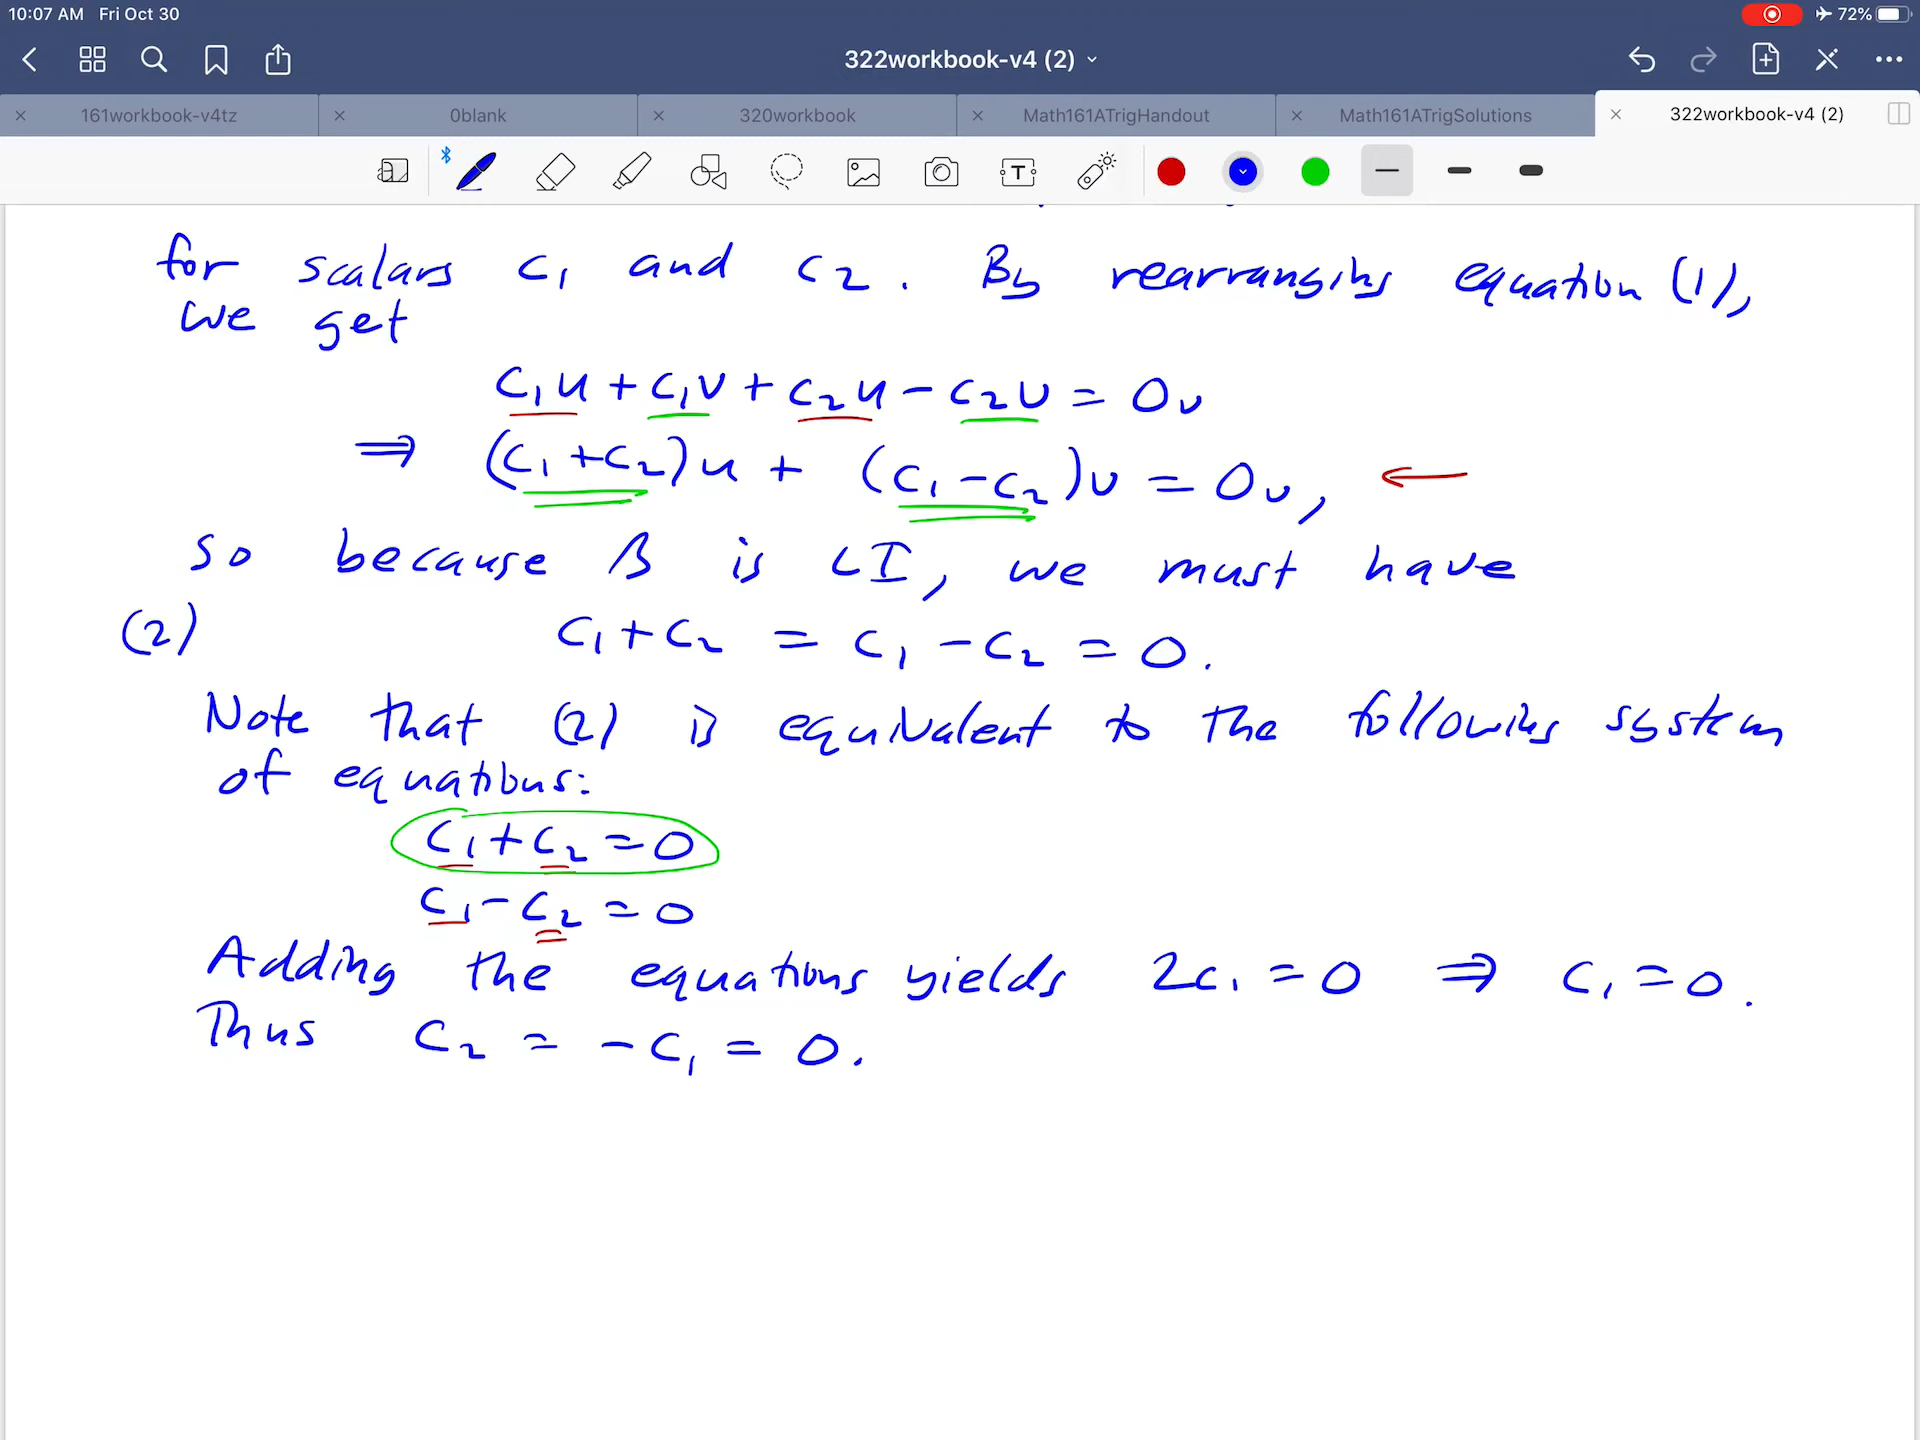 10:07 AM Fri Oct 30
72%
322workbook-v4 (2)
161workbook-v4tz
0blank
320workbook
Math161ATrigHandout
Math161ATrigSolutions
322workbook-v4 (2)
T
for scalars c₁ and c₂. By rearranging equation (1),
we get
c₁u + c₁v + c₂u - c₂v = 0ᵥ
⇒ (c₁ + c₂)u + (c₁ - c₂)v = 0ᵥ, ←
so because β is LI, we must have
(2) c₁ + c₂ = c₁ - c₂ = 0.
Note that (2) is equivalent to the following system
of equations:
c₁ + c₂ = 0
c₁ - c₂ = 0
Adding the equations yields 2c₁ = 0 ⇒ c₁ = 0.
Thus c₂ = -c₁ = 0.